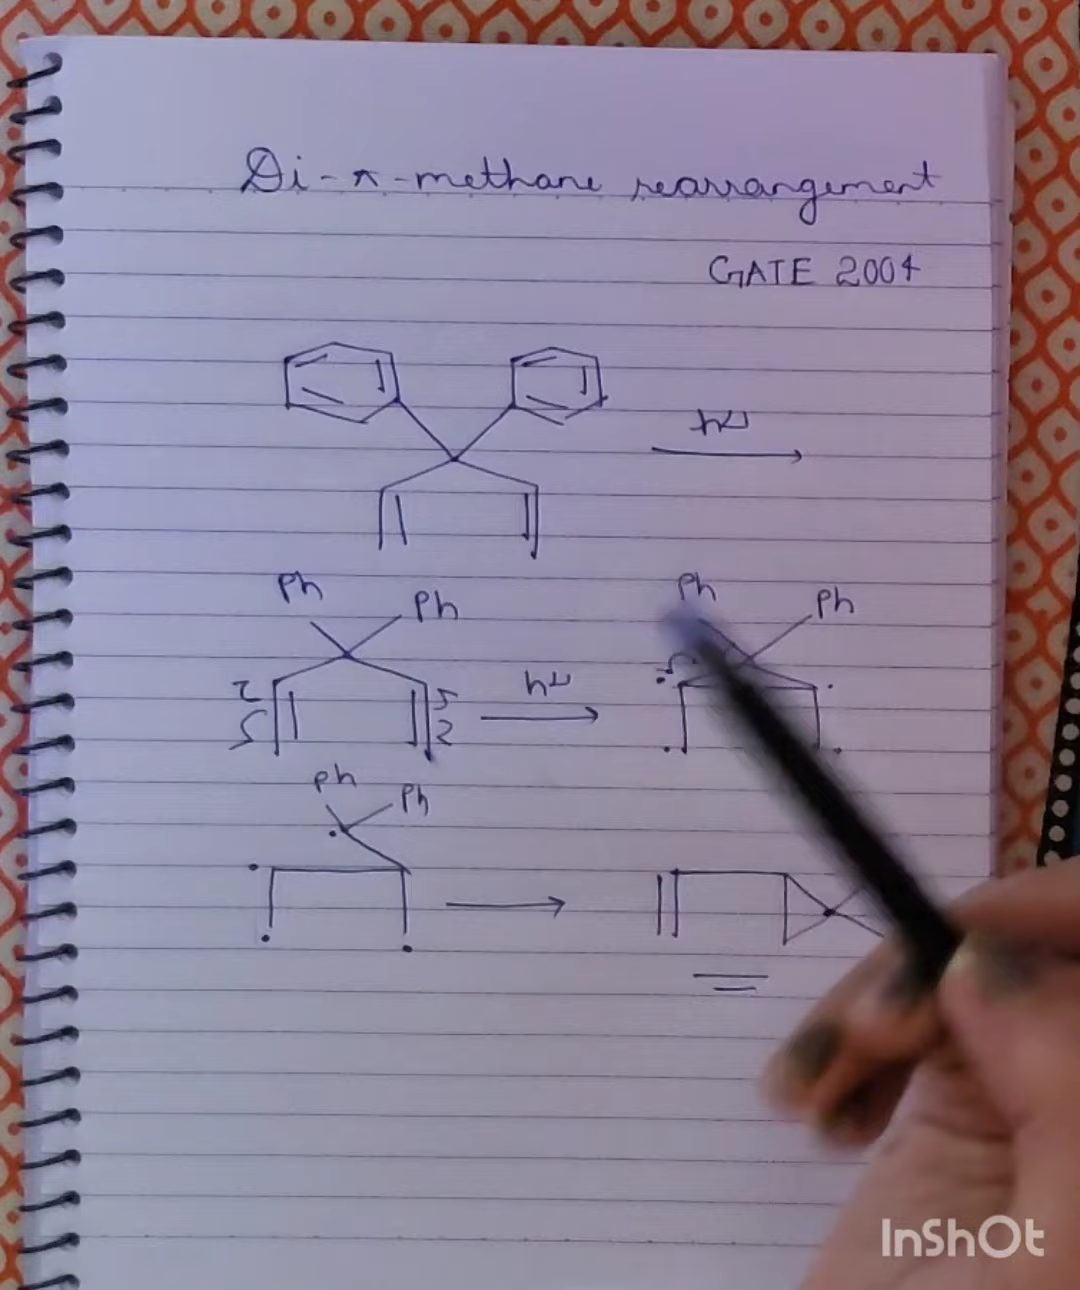 Di-π-methane rearrangement
GATE 2004
hν
Ph Ph
hν
Ph Ph
Ph Ph
InShOt